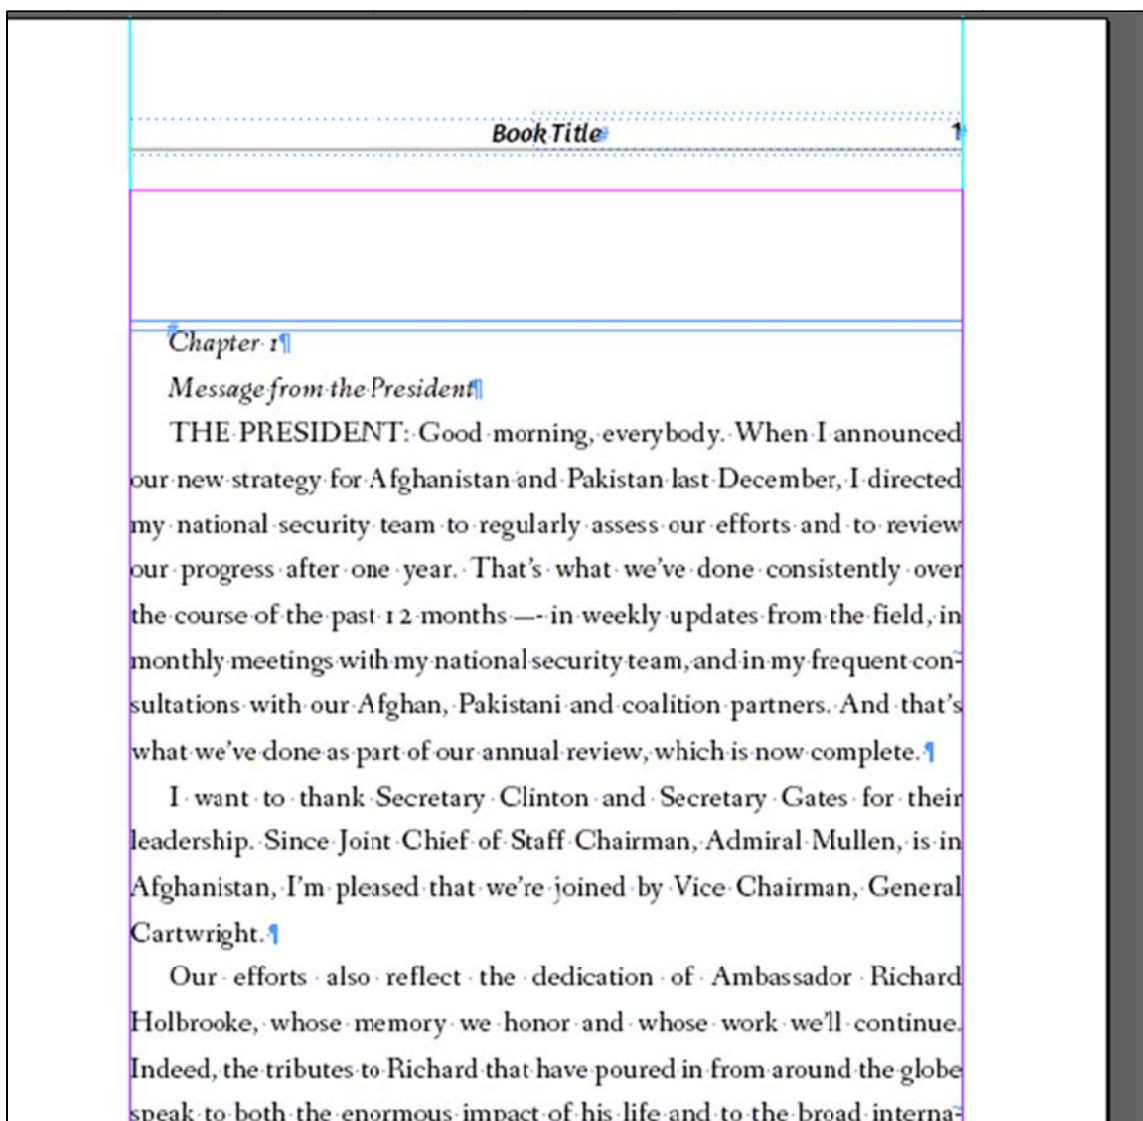 Book Title 1
Chapter 1
Message from the President
THE PRESIDENT: Good morning, everybody. When I announced
our new strategy for Afghanistan and Pakistan last December, I directed
my national security team to regularly assess our efforts and to review
our progress after one year. That’s what we’ve done consistently over
the course of the past 12 months —- in weekly updates from the field, in
monthly meetings with my national security team, and in my frequent con-
sultations with our Afghan, Pakistani and coalition partners. And that’s
what we’ve done as part of our annual review, which is now complete.
I want to thank Secretary Clinton and Secretary Gates for their
leadership. Since Joint Chief of Staff Chairman, Admiral Mullen, is in
Afghanistan, I’m pleased that we’re joined by Vice Chairman, General
Cartwright.
Our efforts also reflect the dedication of Ambassador Richard
Holbrooke, whose memory we honor and whose work we’ll continue.
Indeed, the tributes to Richard that have poured in from around the globe
speak to both the enormous impact of his life and to the broad interna-